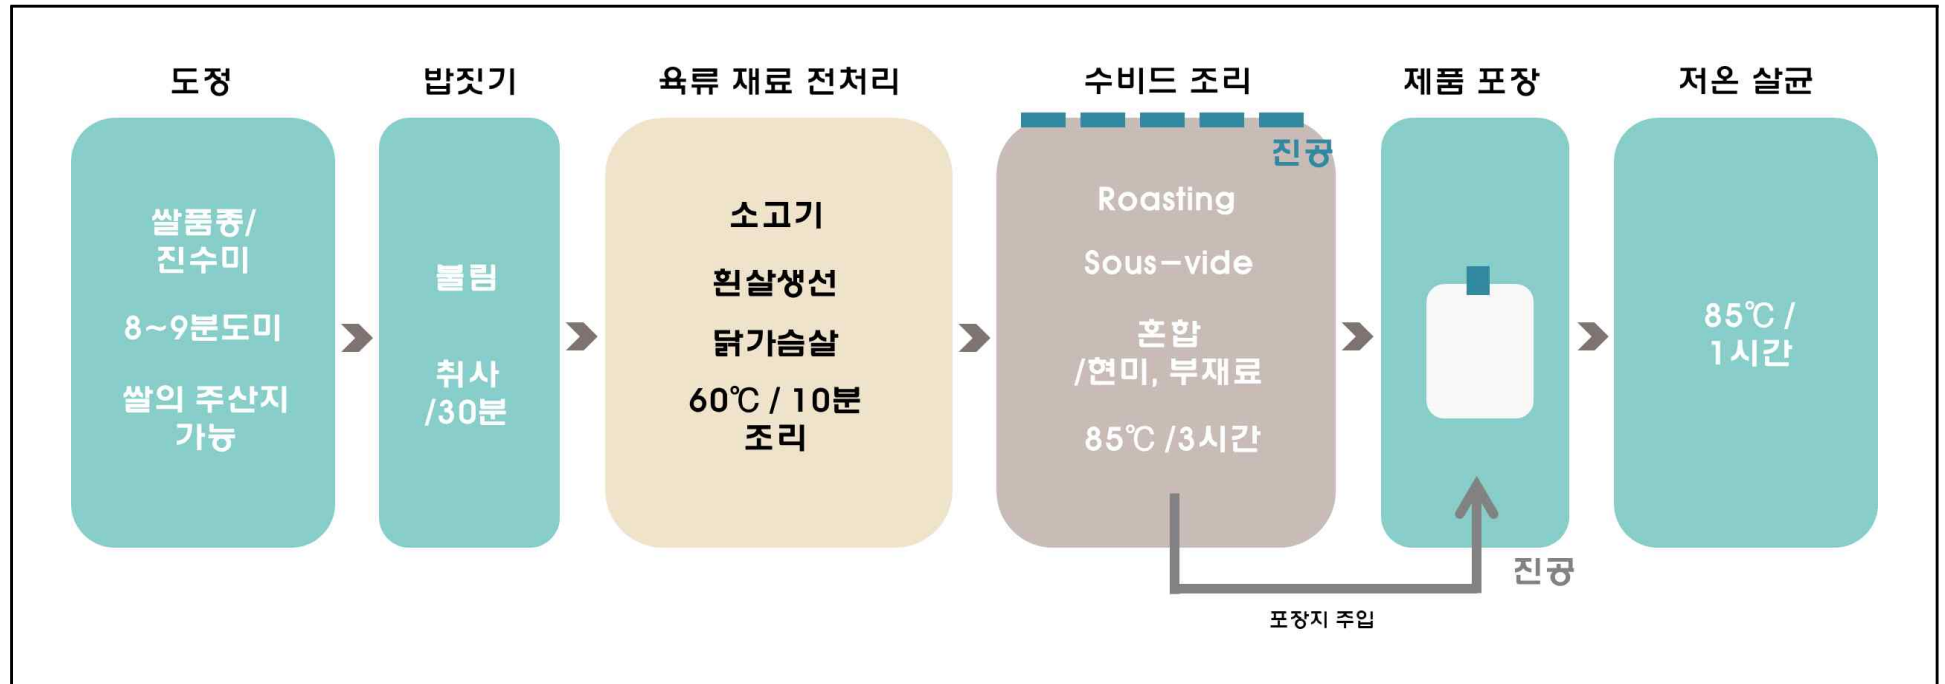 도정
쌀품종/
진수미
8~9분도미
쌀의 주산지
가능
밥짓기
불림
취사
/30분
육류 재료 전처리
소고기
흰살생선
닭가슴살
60℃ / 10분
조리
수비드 조리
진공
Roasting
Sous-vide
혼합
/현미, 부재료
85℃ /3시간
제품 포장
진공
포장지 주입
저온 살균
85℃ /
1시간